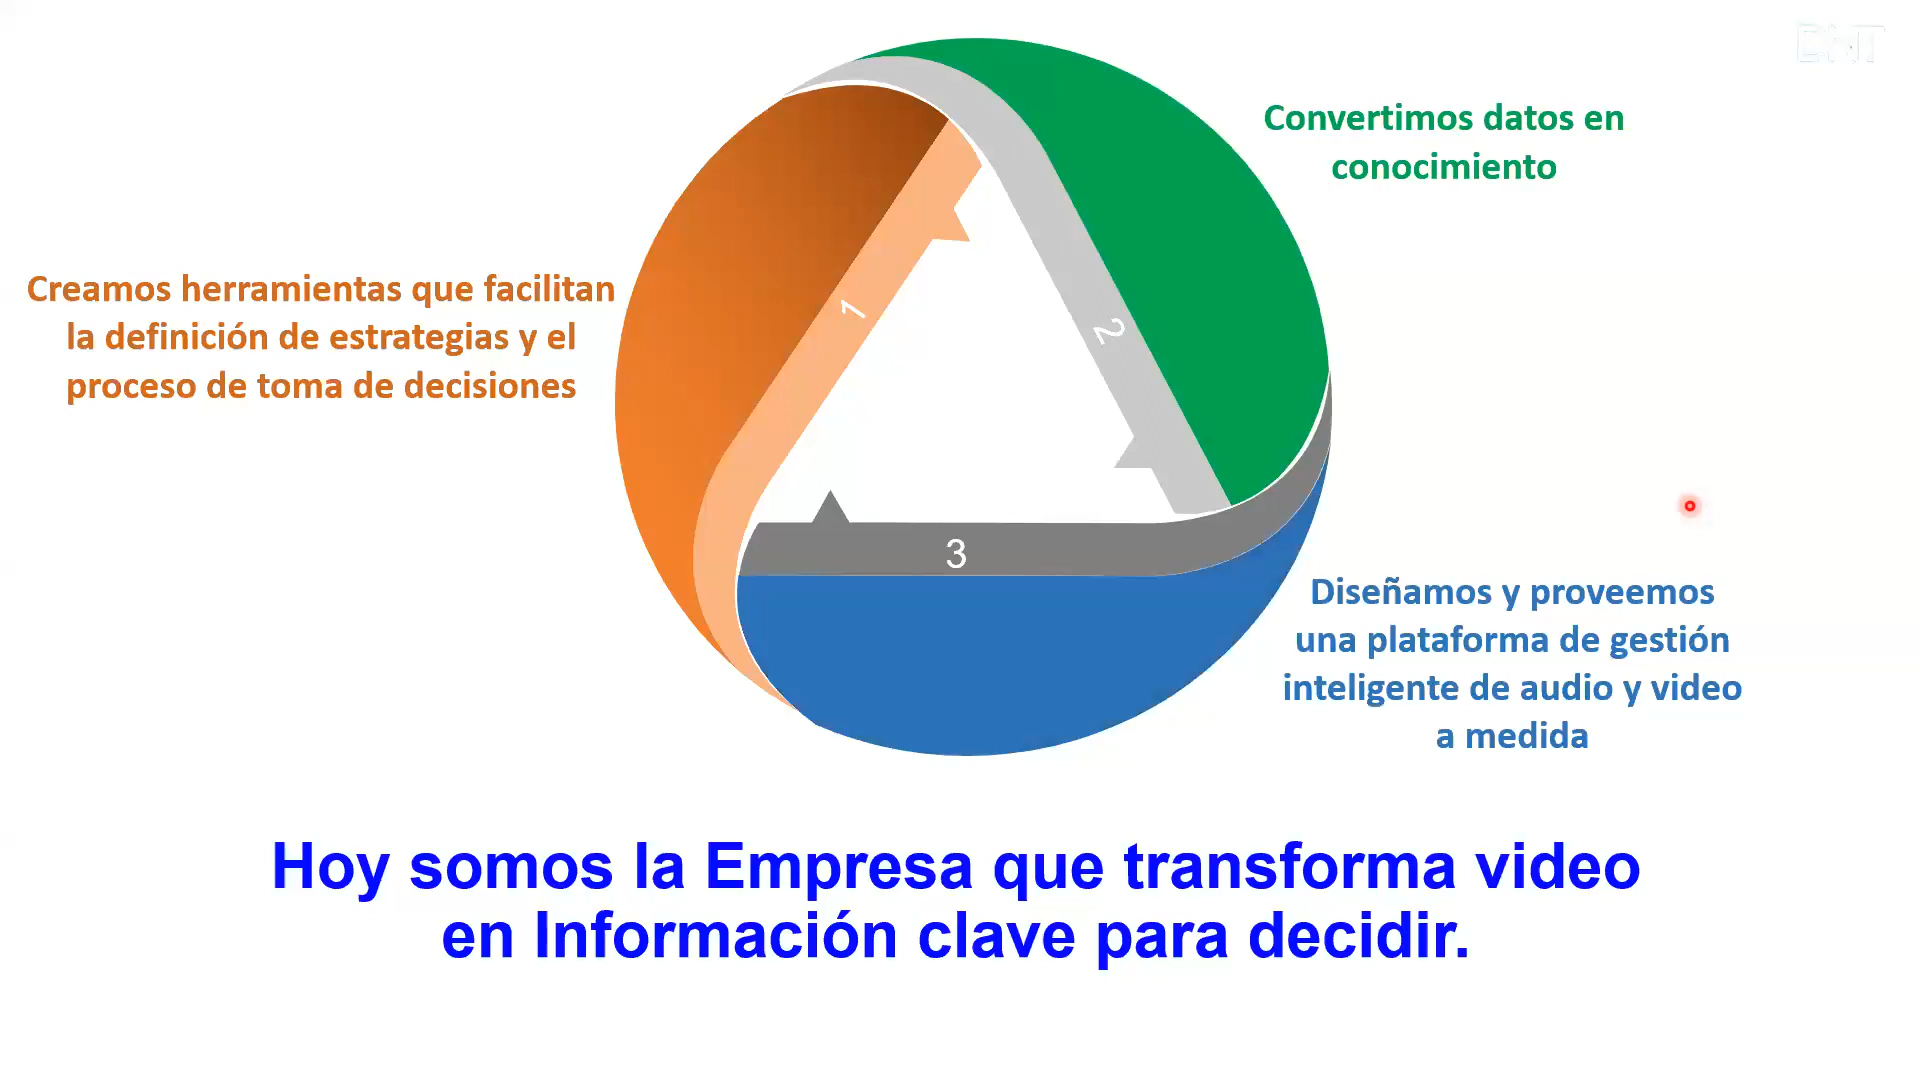 Convertimos datos en
conocimiento
Creamos herramientas que facilitan
la definición de estrategias y el
proceso de toma de decisiones
1
2
3
Diseñamos y proveemos
una plataforma de gestión
inteligente de audio y video
a medida
Hoy somos la Empresa que transforma video
en Información clave para decidir.